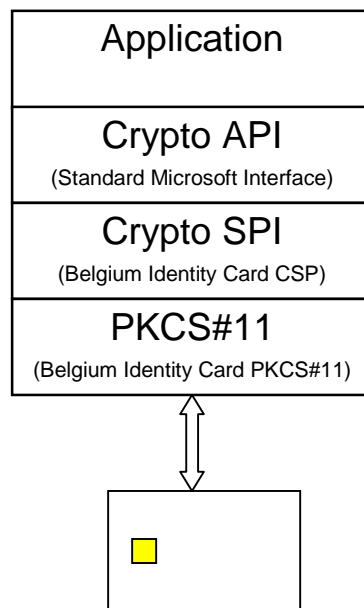 Application
Crypto API
(Standard Microsoft Interface)
Crypto SPI
(Belgium Identity Card CSP)
PKCS#11
(Belgium Identity Card PKCS#11)